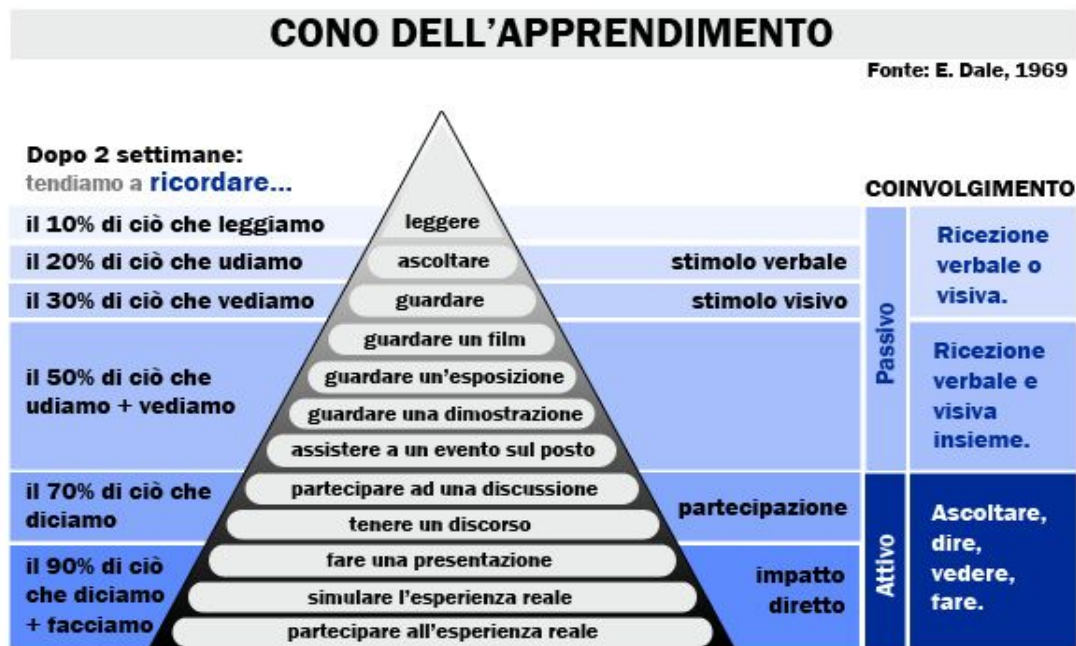 CONO DELL'APPRENDIMENTO
Fonte: E. Dale, 1969
Dopo 2 settimane:
tendiamo a ricordare...
COINVOLGIMENTO
il 10% di ciò che leggiamo
leggere
il 20% di ciò che udiamo
ascoltare
stimolo verbale
il 30% di ciò che vediamo
guardare
stimolo visivo
Ricezione
verbale o
visiva.
guardare un film
il 50% di ciò che
udiamo + vediamo
guardare un'esposizione
guardare una dimostrazione
assistere a un evento sul posto
Passivo
Ricezione
verbale e
visiva
insieme.
il 70% di ciò che
diciamo
partecipare ad una discussione
tenere un discorso
partecipazione
il 90% di ciò
che diciamo
+ facciamo
fare una presentazione
simulare l'esperienza reale
partecipare all'esperienza reale
impatto
diretto
Attivo
Ascoltare,
dire,
vedere,
fare.